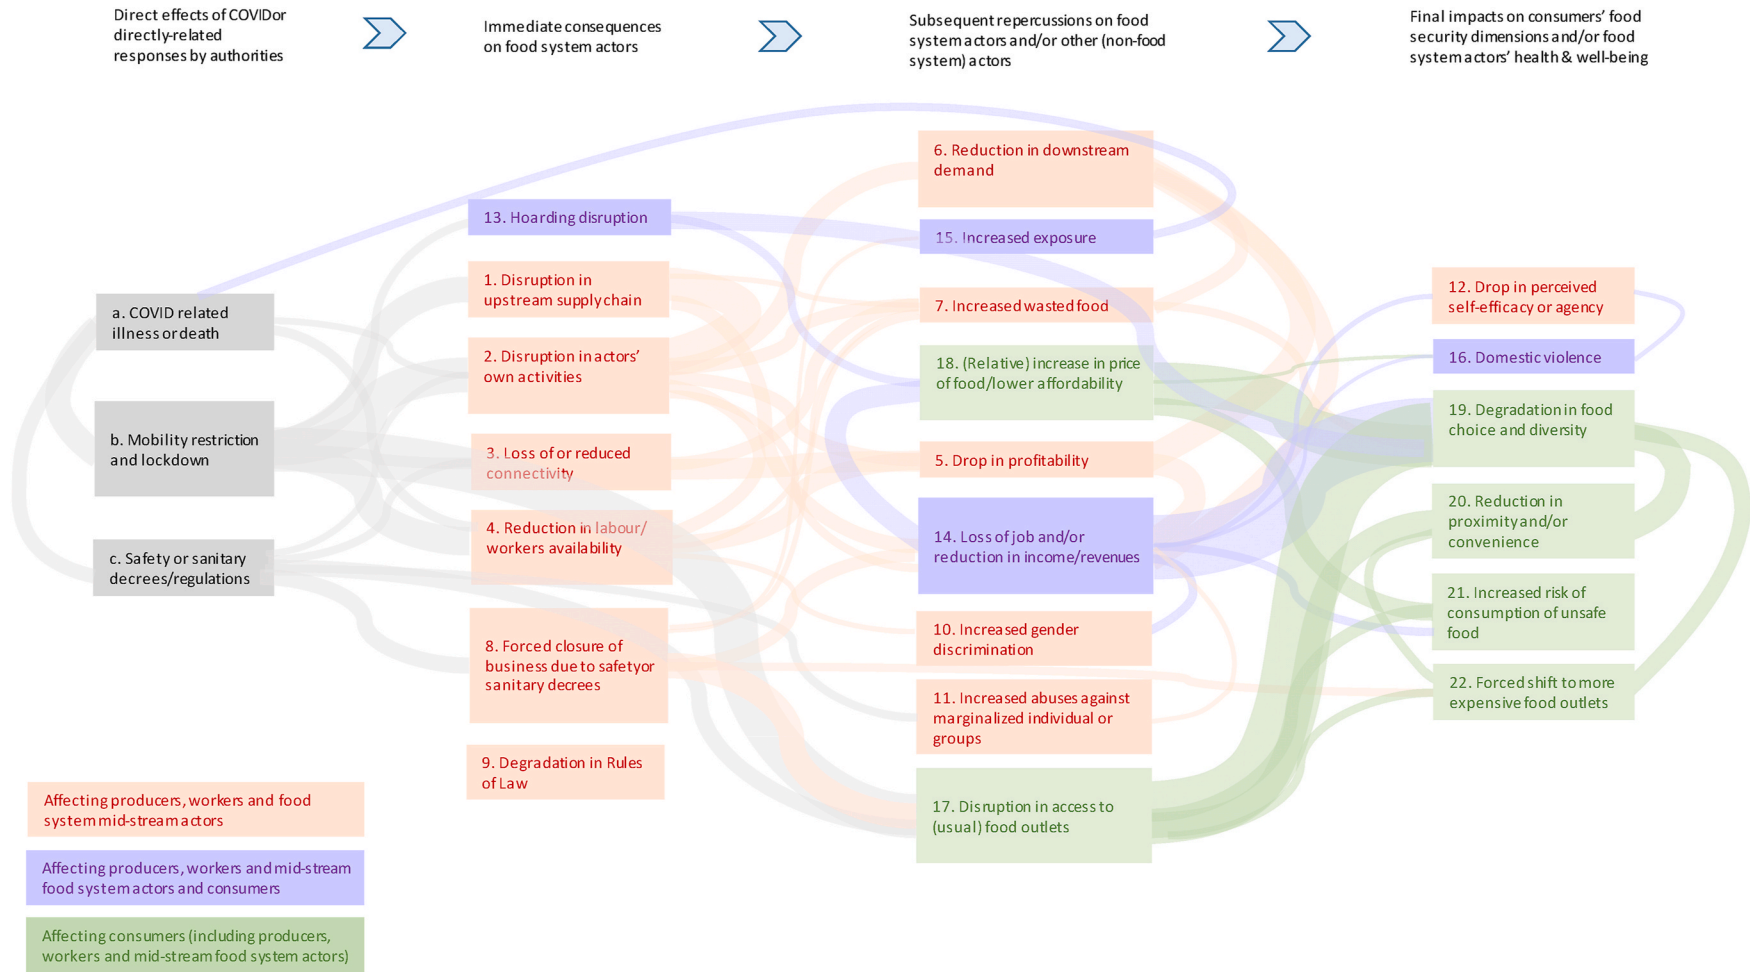 Direct effects of COVIDor
directly-related
responses by authorities
Immediate consequences
on food system actors
Subsequent repercussions on food
system actors and/or other (non-food
system) actors
Final impacts on consumers' food
security dimensions and/or food
system actors' health & well-being
a. COVID related
illness or death
b. Mobility restriction
and lockdown
c. Safety or sanitary
decrees/regulations
13. Hoarding disruption
1. Disruption in
upstream supply chain
2. Disruption in actors'
own activities
3. Loss of or reduced
connectivity
4. Reduction in labour/
workers availability
8. Forced closure of
business due to safetyor
sanitary decrees
9. Degradation in Rules
of Law
6. Reduction in downstream
demand
15. Increased exposure
7. Increased wasted food
18. (Relative) increase in price
of food/lower affordability
5. Drop in profitability
14. Loss of job and/or
reduction in income/revenues
10. Increased gender
discrimination
11. Increased abuses against
marginalized individual or
groups
17. Disruption in access to
(usual) food outlets
12. Drop in perceived
self-efficacy or agency
16. Domestic violence
19. Degradation in food
choice and diversity
20. Reduction in
proximity and/or
convenience
21. Increased risk of
consumption of unsafe
food
22. Forced shift to more
expensive food outlets
Affecting producers, workers and food
system mid-stream actors
Affecting producers, workers and mid-stream
food system actors and consumers
Affecting consumers (including producers,
workers and mid-stream food system actors)